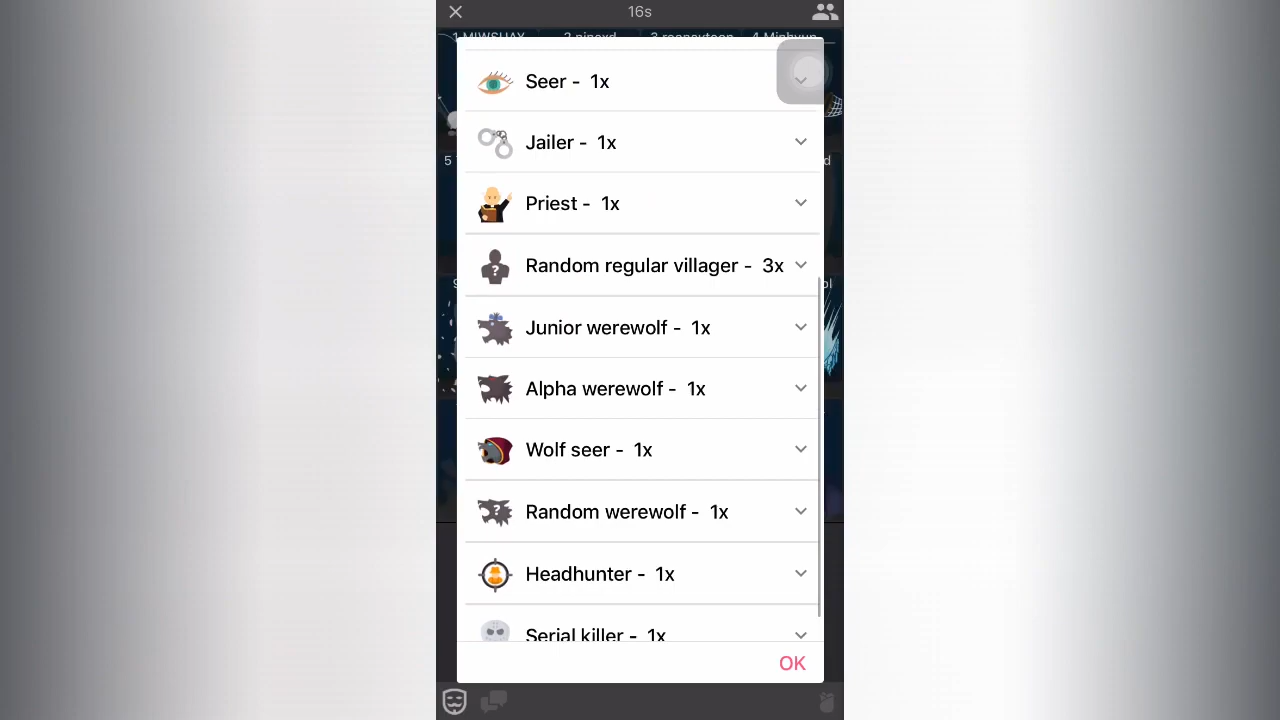 16s
Seer - 1x
Jailer - 1x
Priest - 1x
Random regular villager - 3x
Junior werewolf - 1x
Alpha werewolf - 1x
Wolf seer - 1x
Random werewolf - 1x
Headhunter - 1x
Serial killer - 1x
OK